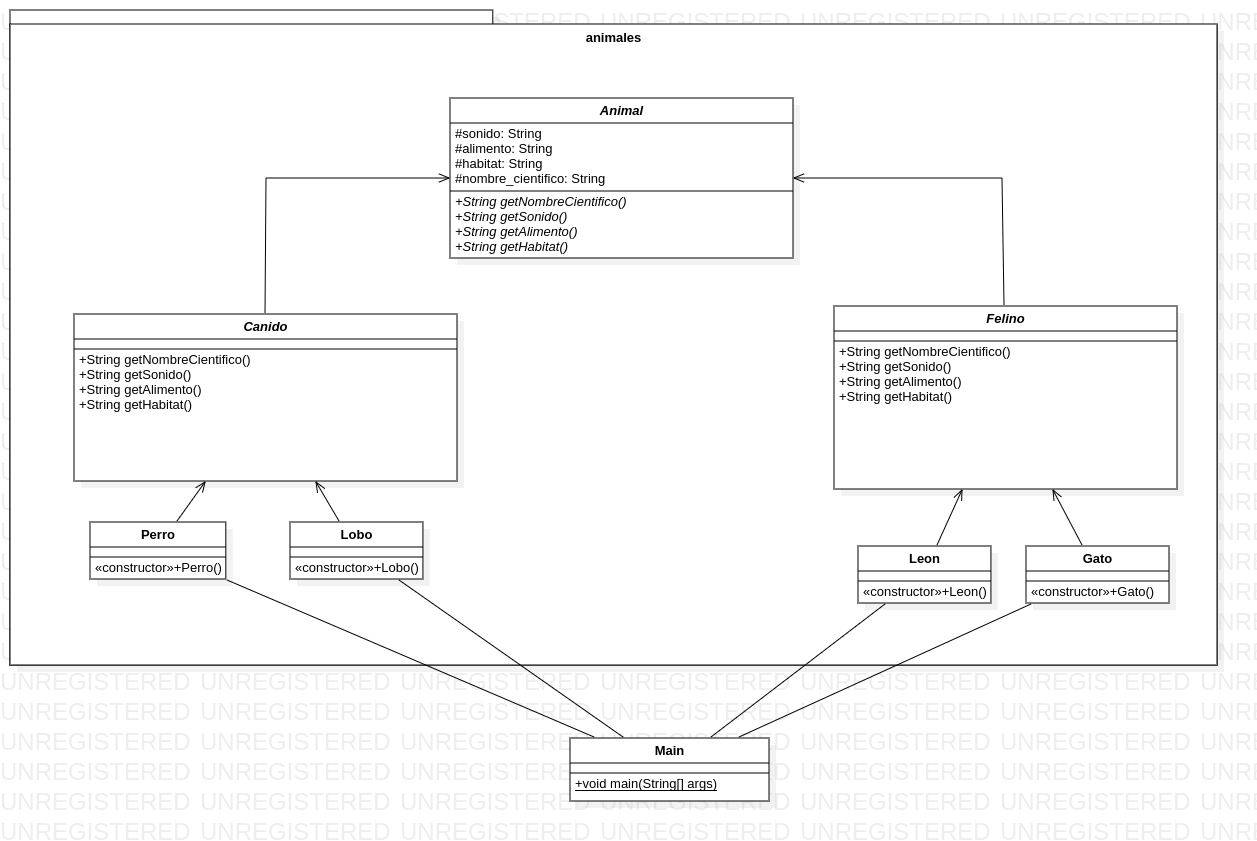 animales
Animal
#sonido: String
#alimento: String
#habitat: String
#nombre_cientifico: String
+String getNombreCientifico()
+String getSonido()
+String getAlimento()
+String getHabitat()
Canido
+String getNombreCientifico()
+String getSonido()
+String getAlimento()
+String getHabitat()
Felino
+String getNombreCientifico()
+String getSonido()
+String getAlimento()
+String getHabitat()
Perro
«constructor»+Perro()
Lobo
«constructor»+Lobo()
Leon
«constructor»+Leon()
Gato
«constructor»+Gato()
Main
+void main(String[] args)
UNREGISTERED UNREGISTERED UNREGISTERED UNREGISTERED UNREGISTERED UNREGISTERED